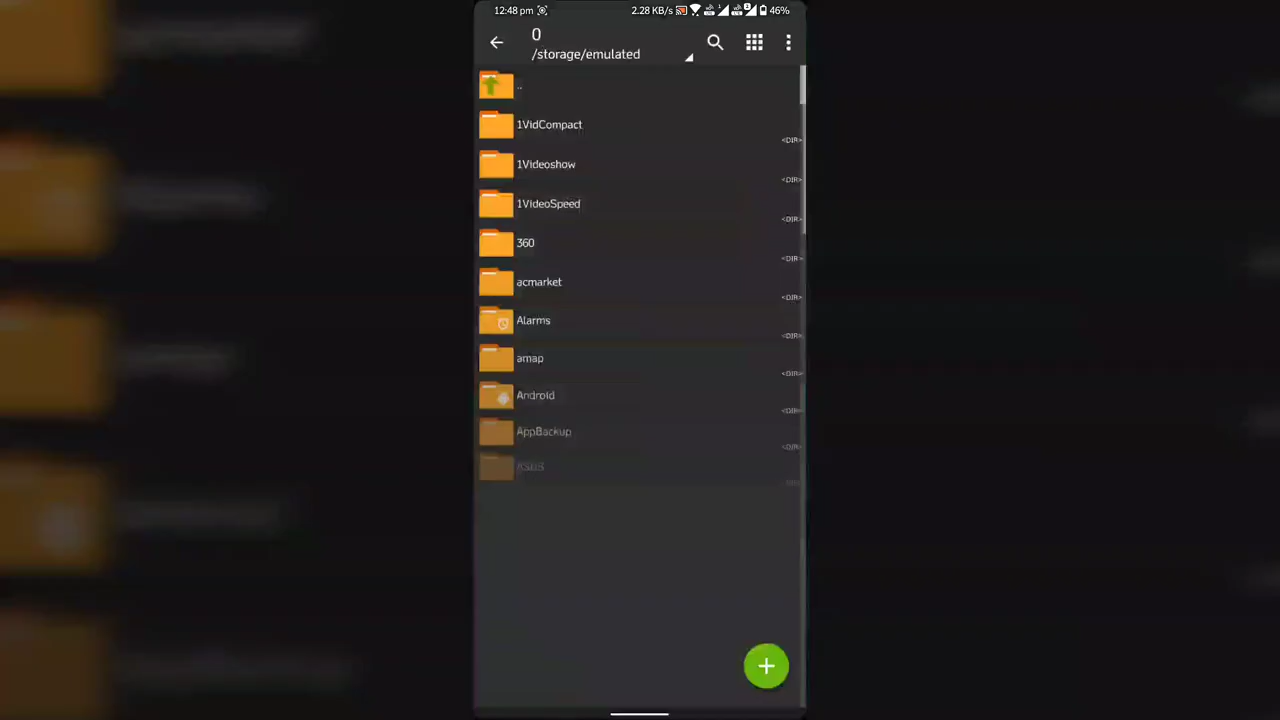 12:48 pm
2.28 KB/s
46%
0
/storage/emulated
..
1VidCompact
<DIR>
1Videoshow
<DIR>
1VideoSpeed
<DIR>
360
<DIR>
acmarket
<DIR>
Alarms
<DIR>
amap
<DIR>
Android
<DIR>
AppBackup
<DIR>